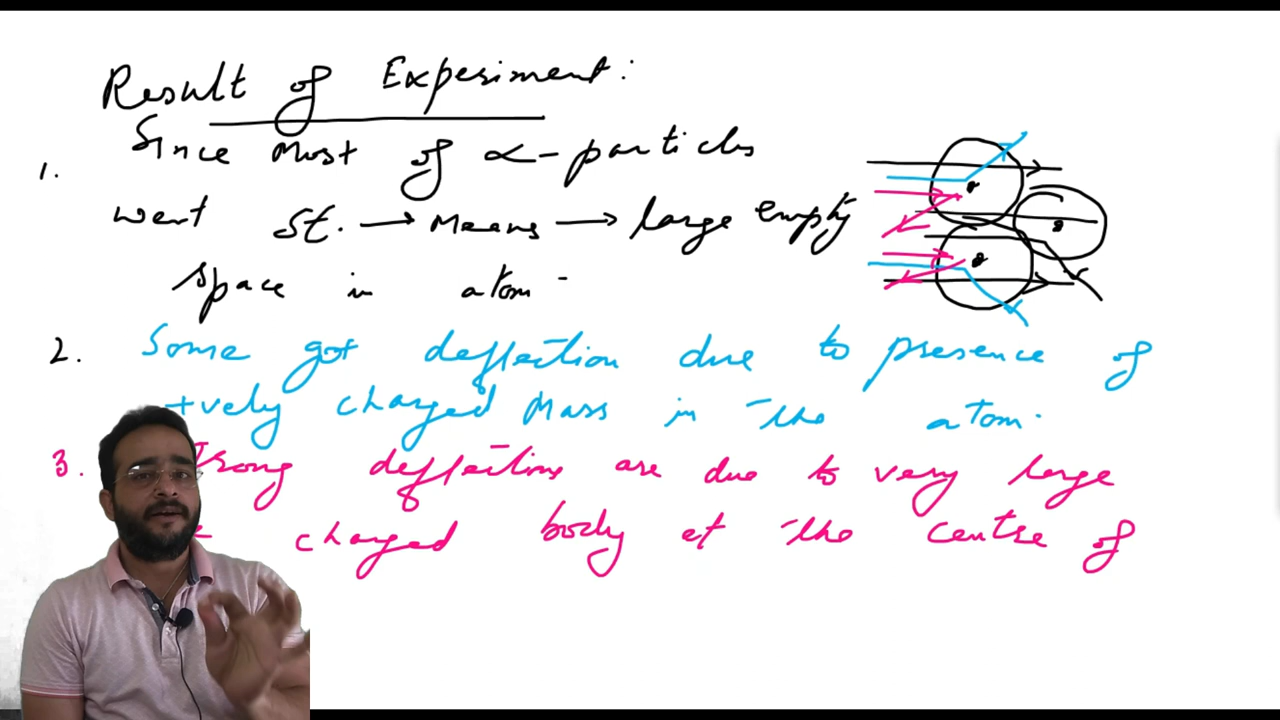 Result of Experiment:
1. Since Most of α-particles
went St. → Means → large empty
space in atom -
2. Some got deflection due to presence of
+vely charged Mass in the atom.
3. Strong deflections are due to very large
charged body at the centre of